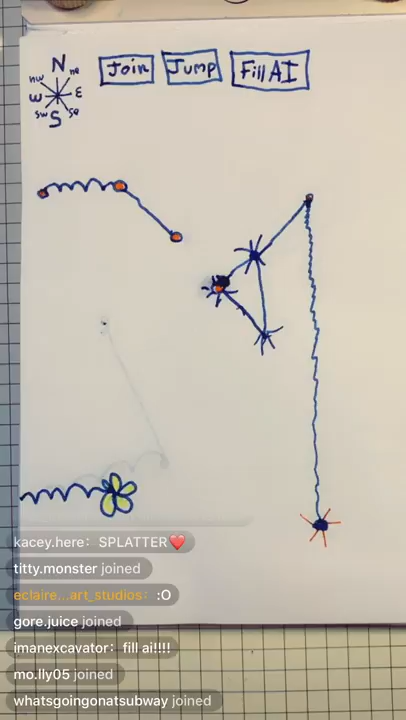 N
nw ne
W E
sw se
S
Join Jump Fill AI
kacey.here: SPLATTER❤️
titty.monster joined
eclaire...art_studios: :O
gore.juice joined
imanexcavator: fill ai!!!!
mo.lly05 joined
whatsgoingonatsubway joined